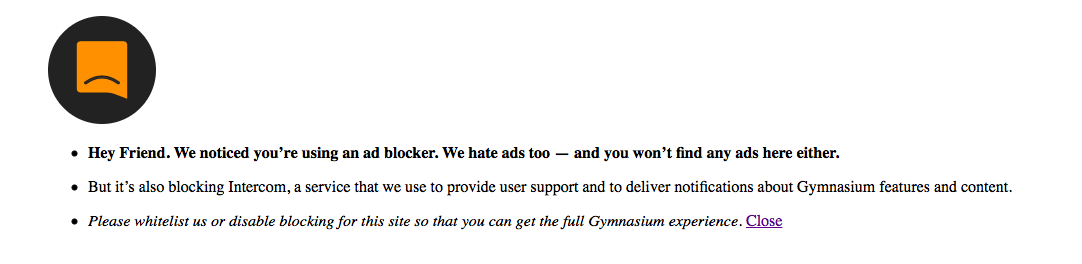 Hey Friend. We noticed you’re using an ad blocker. We hate ads too — and you won’t find any ads here either.
But it’s also blocking Intercom, a service that we use to provide user support and to deliver notifications about Gymnasium features and content.
Please whitelist us or disable blocking for this site so that you can get the full Gymnasium experience. Close